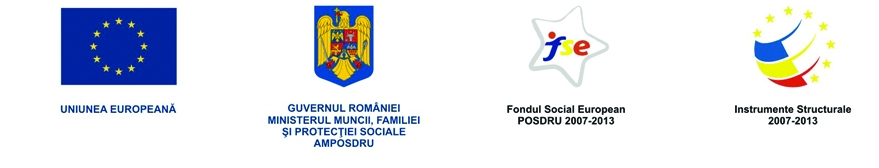 UNIUNEA EUROPEANĂ
GUVERNUL ROMÂNIEI
MINISTERUL MUNCII, FAMILIEI
ŞI PROTECŢIEI SOCIALE
AMPOSDRU
fse
Fondul Social European
POSDRU 2007-2013
Instrumente Structurale
2007-2013